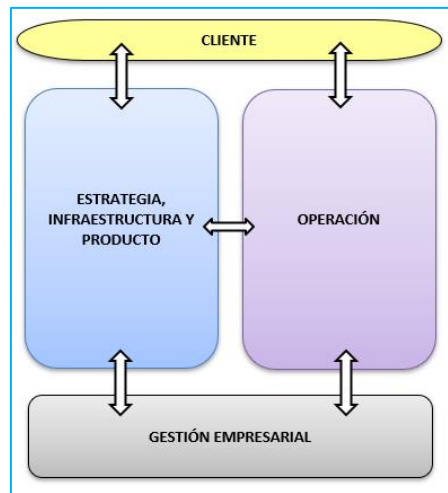 CLIENTE
ESTRATEGIA,
INFRAESTRUCTURA Y
PRODUCTO
OPERACIÓN
GESTIÓN EMPRESARIAL